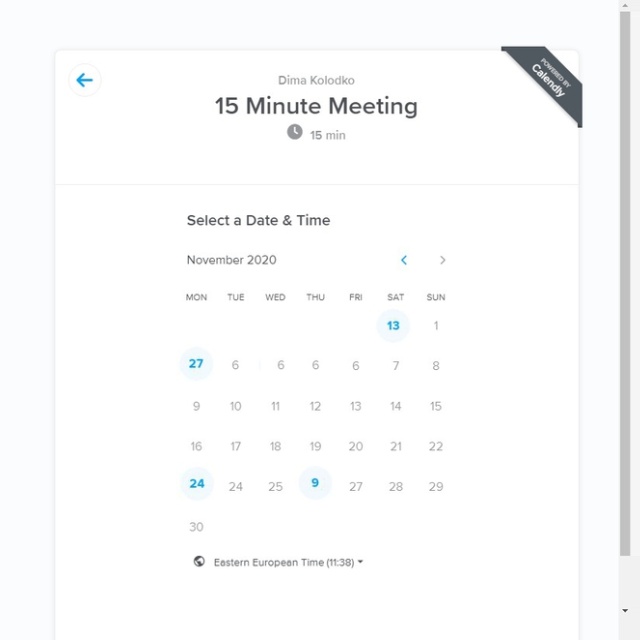 POWERED BY
Calendly
Dima Kolodko
15 Minute Meeting
15 min
Select a Date & Time
November 2020
MON TUE WED THU FRI SAT SUN
13 1
27 6 6 6 6 7 8
9 10 11 12 13 14 15
16 17 18 19 20 21 22
24 24 25 9 27 28 29
30
Eastern European Time (11:38)